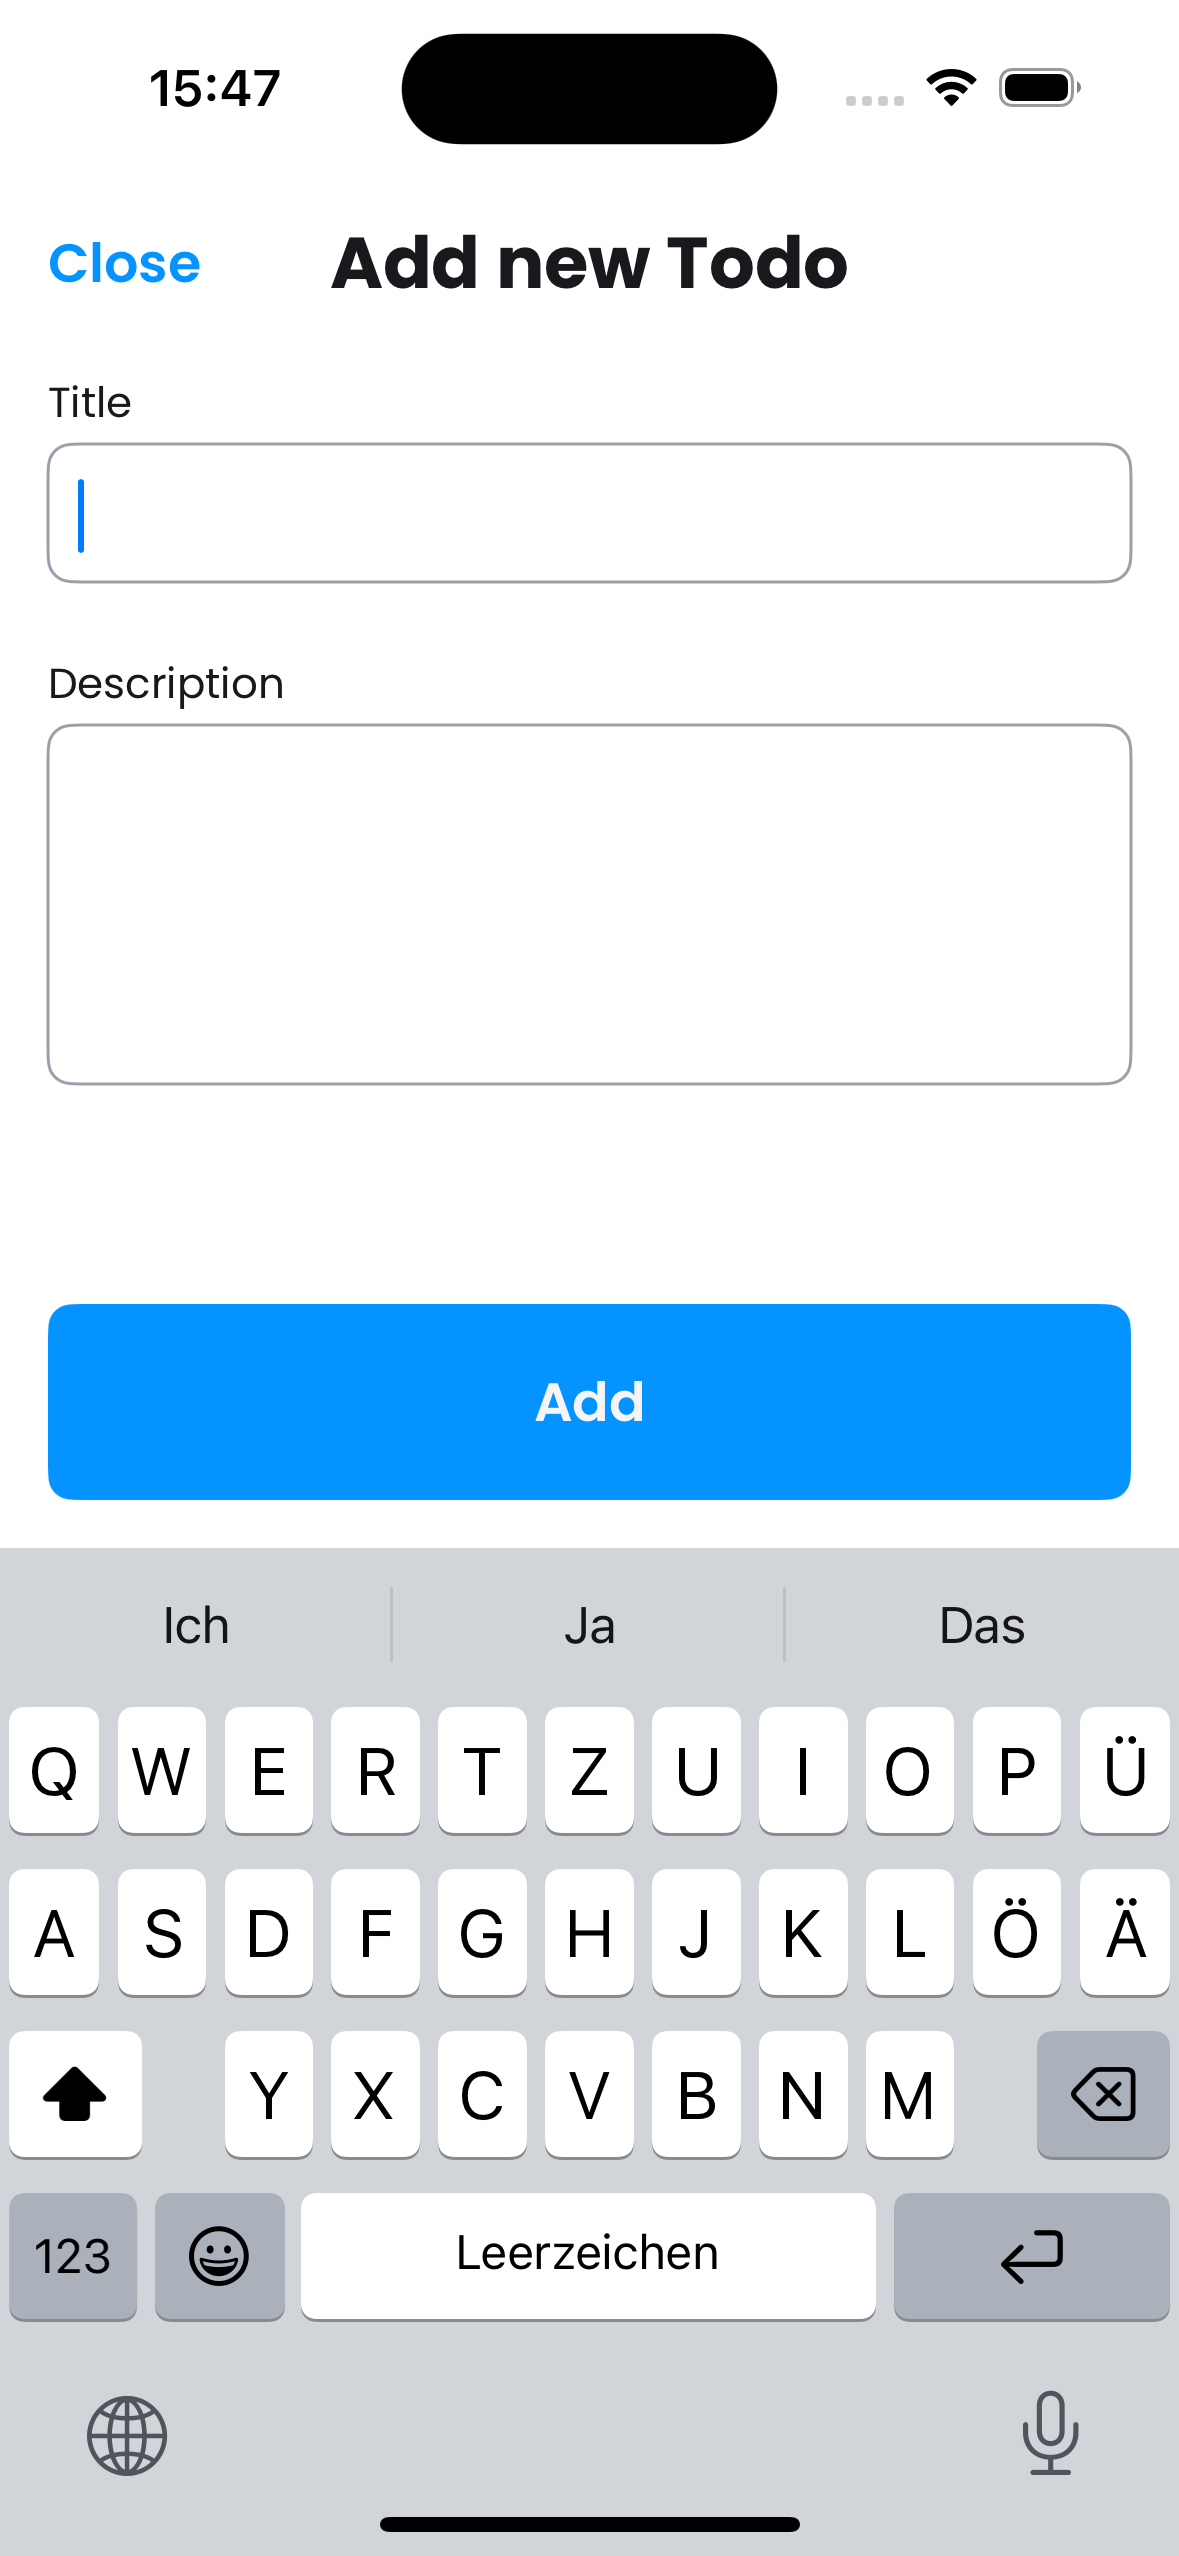 15:47
Close Add new Todo
Title
Description
Add
Ich Ja Das
Q W E R T Z U I O P Ü
A S D F G H J K L Ö Ä
Y X C V B N M
123 Leerzeichen